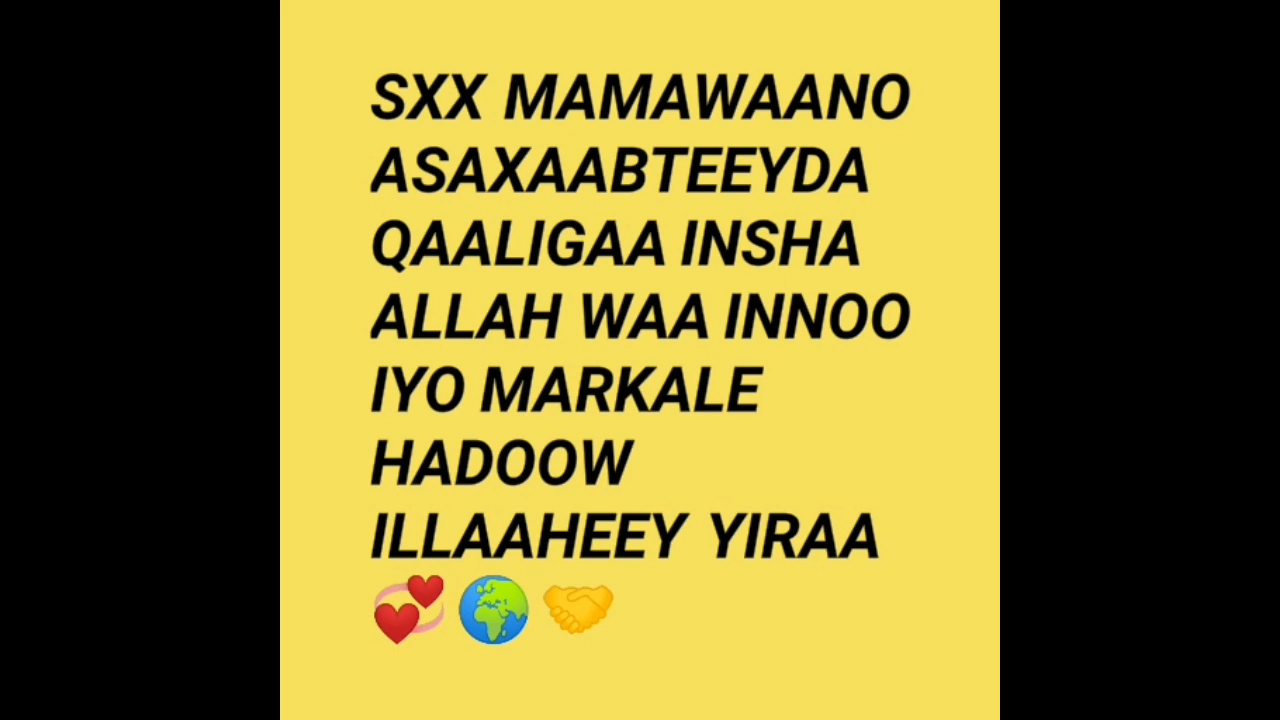 SXX MAMAWAANO
ASAXAABTEEYDA
QAALIGAA INSHA
ALLAH WAA INNOO
IYO MARKALE
HADOOW
ILLAAHEEY YIRAA
💞 🌍 🤝